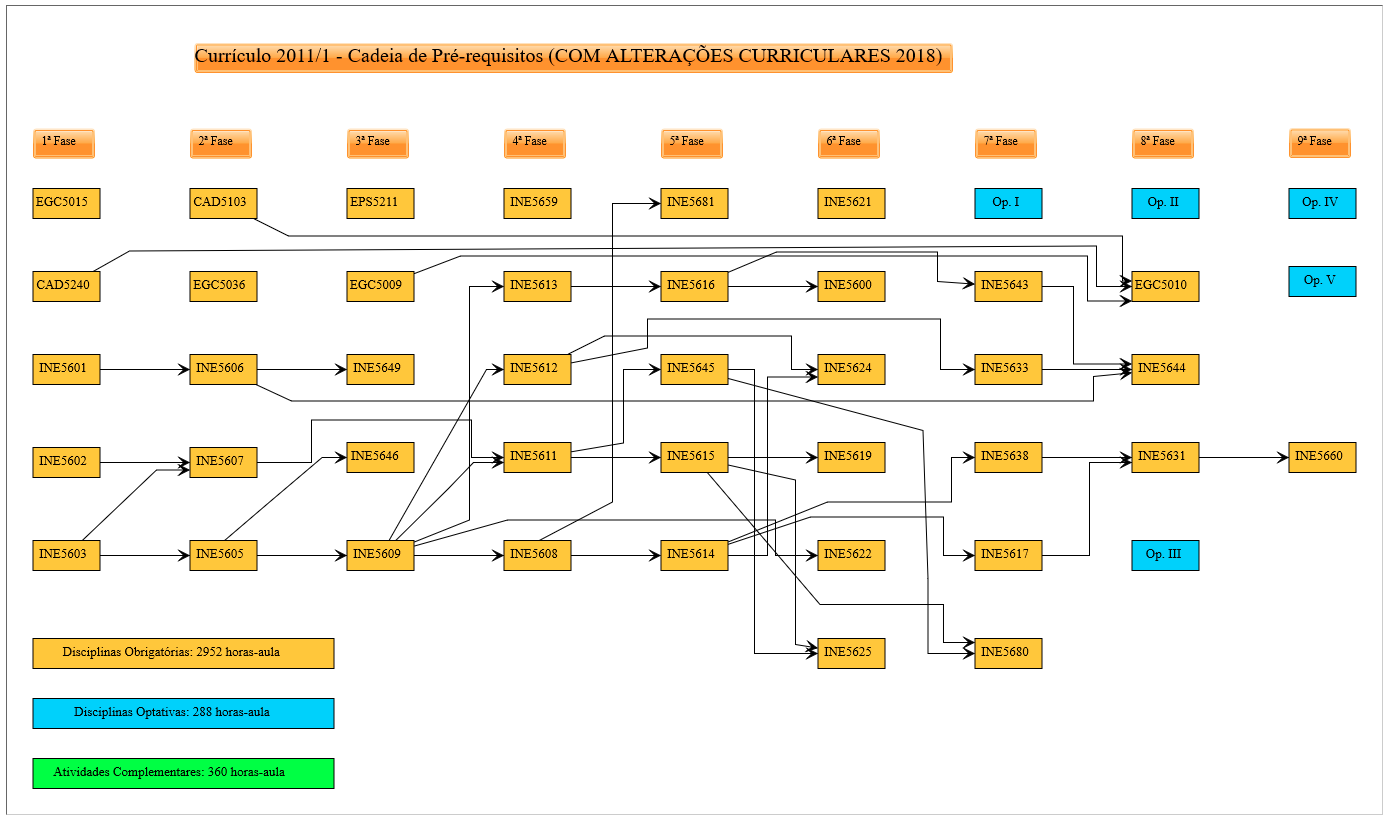 Currículo 2011/1 - Cadeia de Pré-requisitos (COM ALTERAÇÕES CURRICULARES 2018)
1ª Fase
2ª Fase
3ª Fase
4ª Fase
5ª Fase
6ª Fase
7ª Fase
8ª Fase
9ª Fase
EGC5015
CAD5103
EPS5211
INE5659
INE5681
INE5621
Op. I
Op. II
Op. IV
CAD5240
EGC5036
EGC5009
INE5613
INE5616
INE5600
INE5643
EGC5010
Op. V
INE5601
INE5606
INE5649
INE5612
INE5645
INE5624
INE5633
INE5644
INE5602
INE5607
INE5646
INE5611
INE5615
INE5619
INE5638
INE5631
INE5660
INE5603
INE5605
INE5609
INE5608
INE5614
INE5622
INE5617
Op. III
INE5625
INE5680
Disciplinas Obrigatórias: 2952 horas-aula
Disciplinas Optativas: 288 horas-aula
Atividades Complementares: 360 horas-aula